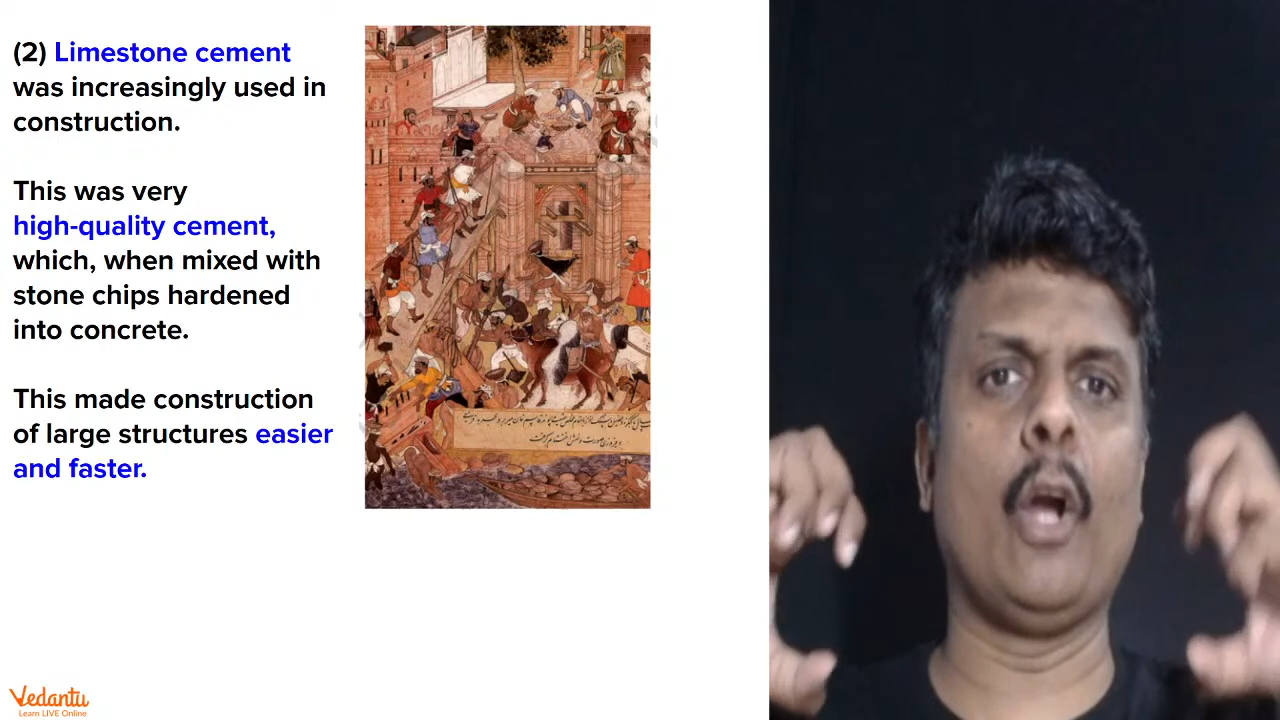 (2) Limestone cement
was increasingly used in
construction.
This was very
high-quality cement,
which, when mixed with
stone chips hardened
into concrete.
This made construction
of large structures easier
and faster.
Vedantu
Learn LIVE Online